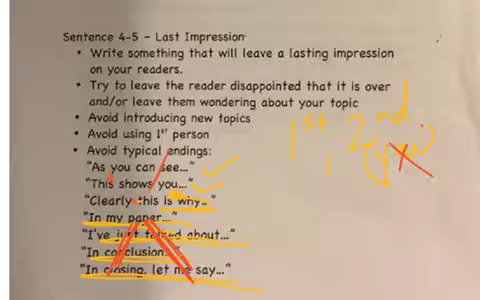 Sentence 4-5 - Last Impression
• Write something that will leave a lasting impression
on your readers.
• Try to leave the reader disappointed that it is over
and/or leave them wondering about your topic
• Avoid introducing new topics
• Avoid using 1st person
• Avoid typical endings:
"As you can see..."
"This shows you..."
"Clearly this is why.."
"In my paper..."
"I've just talked about..."
"In conclusion..."
"In closing, let me say..."
1st, 2nd